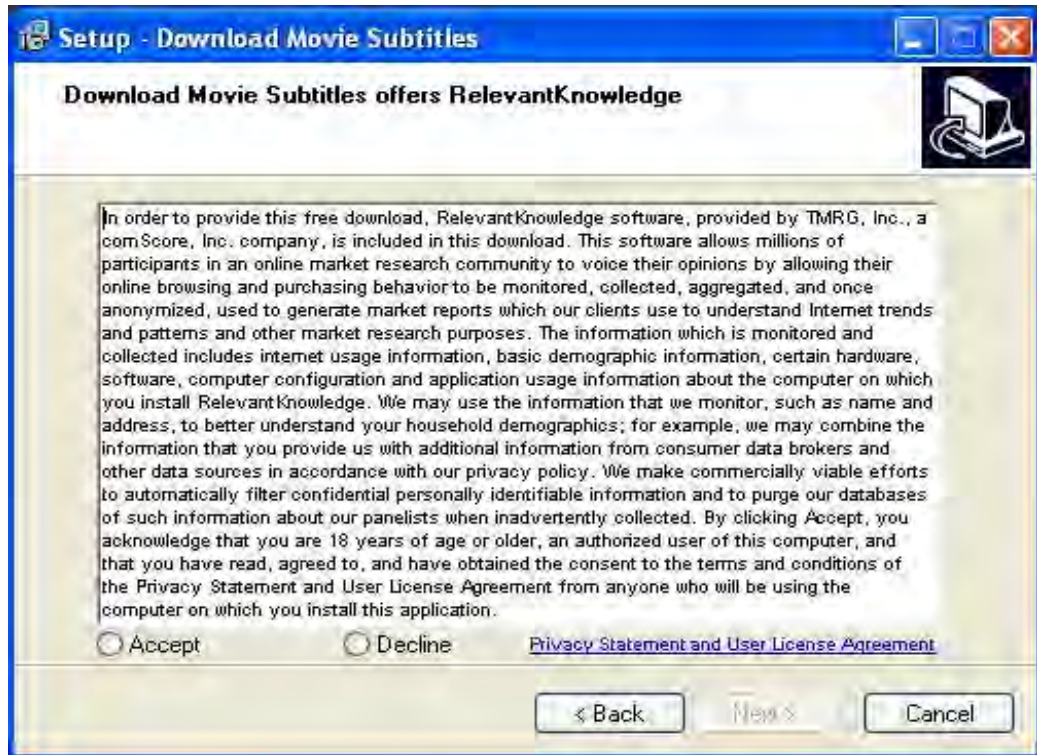 Setup - Download Movie Subtitles
Download Movie Subtitles offers RelevantKnowledge
In order to provide this free download, RelevantKnowledge software, provided by TMRG, Inc., a
comScore, Inc. company, is included in this download. This software allows millions of
participants in an online market research community to voice their opinions by allowing their
online browsing and purchasing behavior to be monitored, collected, aggregated, and once
anonymized, used to generate market reports which our clients use to understand Internet trends
and patterns and other market research purposes. The information which is monitored and
collected includes internet usage information, basic demographic information, certain hardware,
software, computer configuration and application usage information about the computer on which
you install RelevantKnowledge. We may use the information that we monitor, such as name and
address, to better understand your household demographics; for example, we may combine the
information that you provide us with additional information from consumer data brokers and
other data sources in accordance with our privacy policy. We make commercially viable efforts
to automatically filter confidential personally identifiable information and to purge our databases
of such information about our panelists when inadvertently collected. By clicking Accept, you
acknowledge that you are 18 years of age or older, an authorized user of this computer, and
that you have read, agreed to, and have obtained the consent to the terms and conditions of
the Privacy Statement and User License Agreement from anyone who will be using the
computer on which you install this application.
Accept Decline Privacy Statement and User License Agreement
< Back Next > Cancel